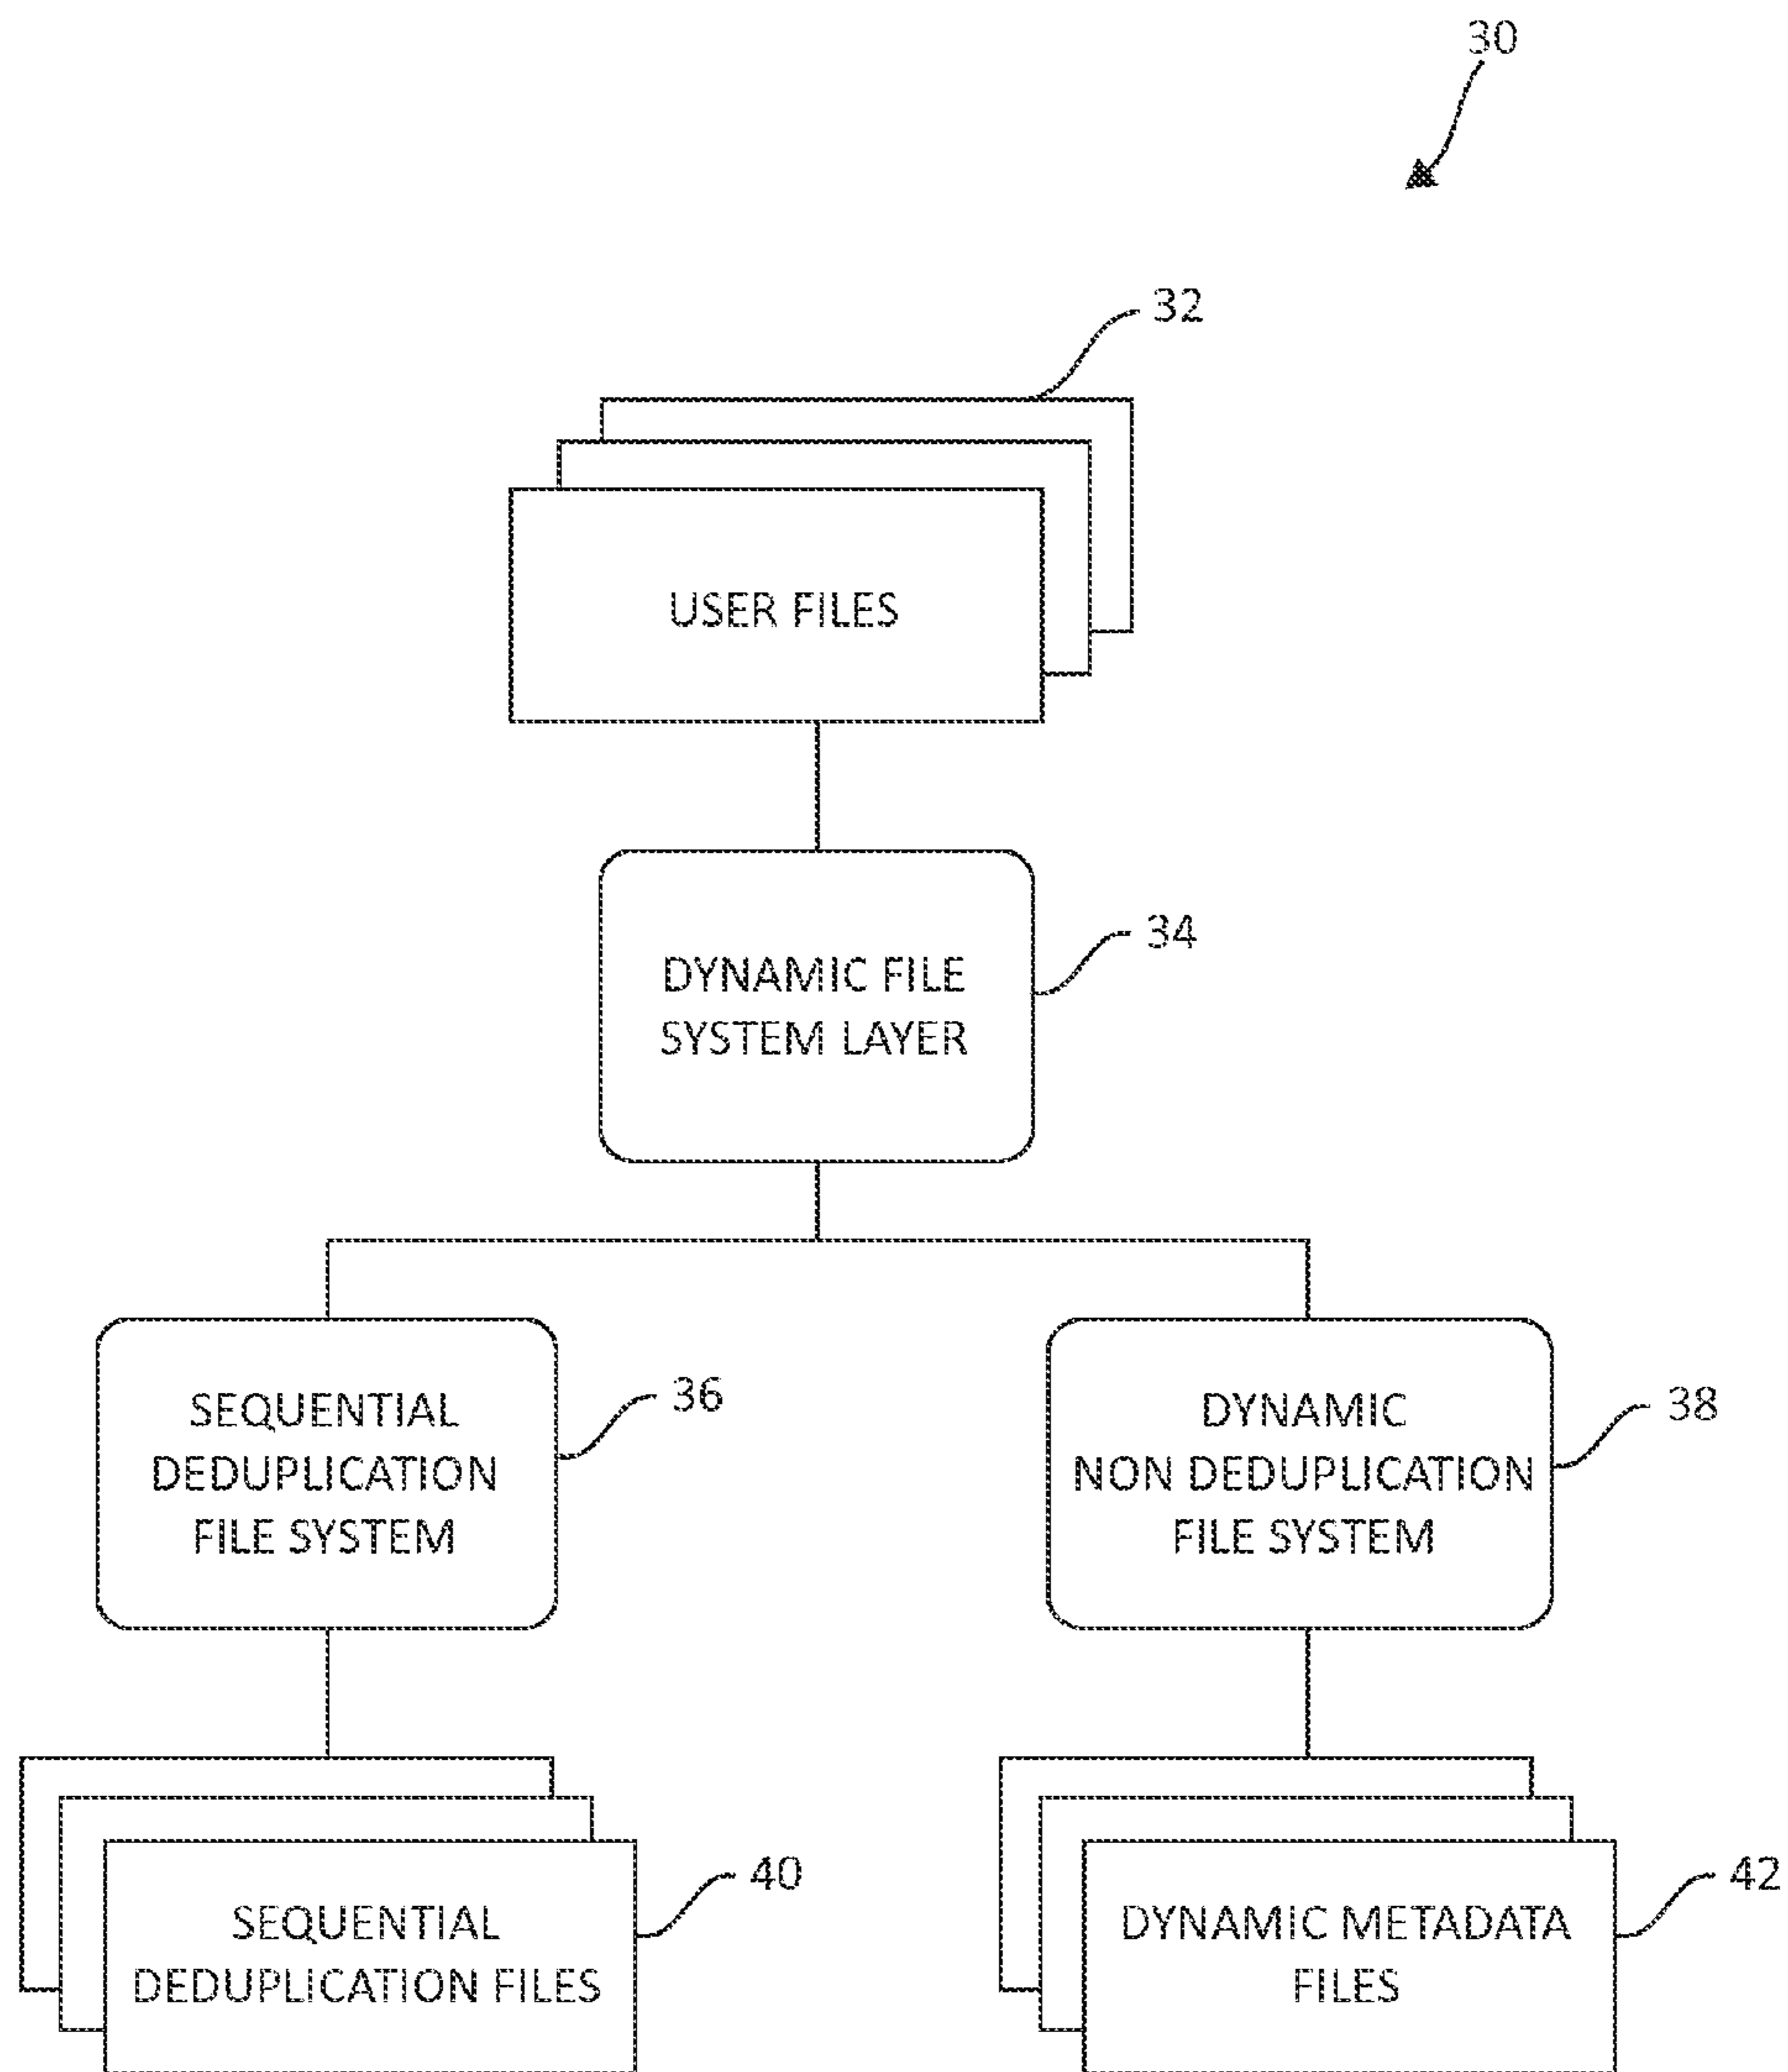 30
32
USER FILES
34
DYNAMIC FILE
SYSTEM LAYER
36
SEQUENTIAL
DEDUPLICATION
FILE SYSTEM
38
DYNAMIC
NON DEDUPLICATION
FILE SYSTEM
40
SEQUENTIAL
DEDUPLICATION FILES
42
DYNAMIC METADATA
FILES